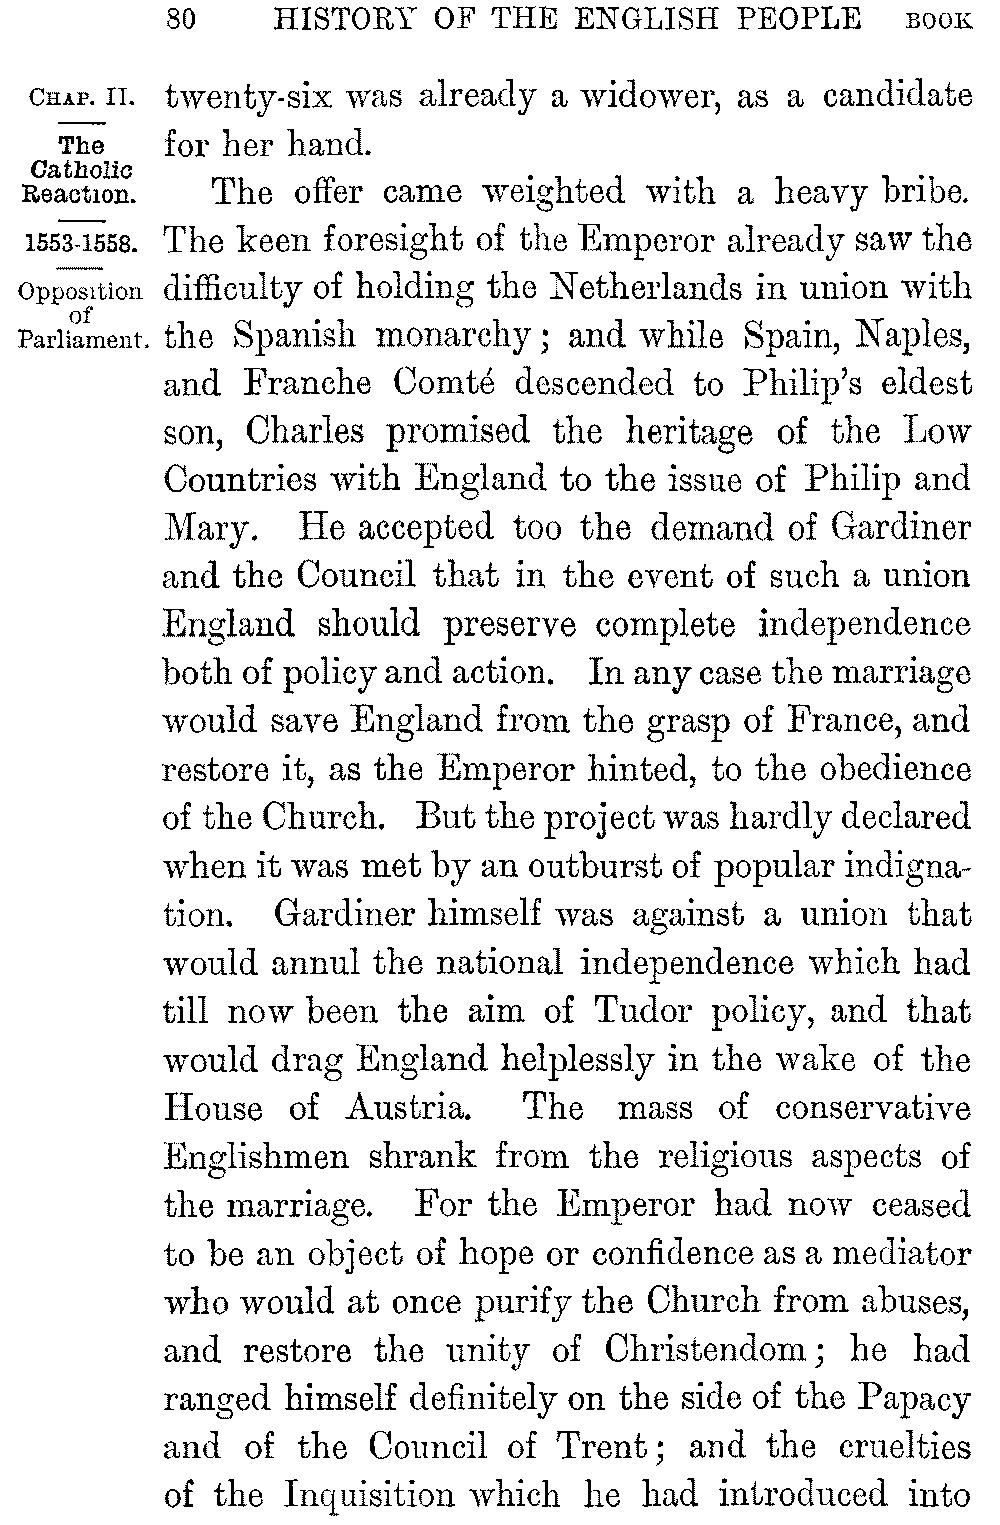 80 HISTORY OF THE ENGLISH PEOPLE BOOK
CHAP. II.
The
Catholic
Reaction.
1553-1558.
Opposition
of
Parliament.
twenty-six was already a widower, as a candidate
for her hand.
The offer came weighted with a heavy bribe.
The keen foresight of the Emperor already saw the
difficulty of holding the Netherlands in union with
the Spanish monarchy; and while Spain, Naples,
and Franche Comté descended to Philip's eldest
son, Charles promised the heritage of the Low
Countries with England to the issue of Philip and
Mary. He accepted too the demand of Gardiner
and the Council that in the event of such a union
England should preserve complete independence
both of policy and action. In any case the marriage
would save England from the grasp of France, and
restore it, as the Emperor hinted, to the obedience
of the Church. But the project was hardly declared
when it was met by an outburst of popular indigna-
tion. Gardiner himself was against a union that
would annul the national independence which had
till now been the aim of Tudor policy, and that
would drag England helplessly in the wake of the
House of Austria. The mass of conservative
Englishmen shrank from the religious aspects of
the marriage. For the Emperor had now ceased
to be an object of hope or confidence as a mediator
who would at once purify the Church from abuses,
and restore the unity of Christendom; he had
ranged himself definitely on the side of the Papacy
and of the Council of Trent; and the cruelties
of the Inquisition which he had introduced into